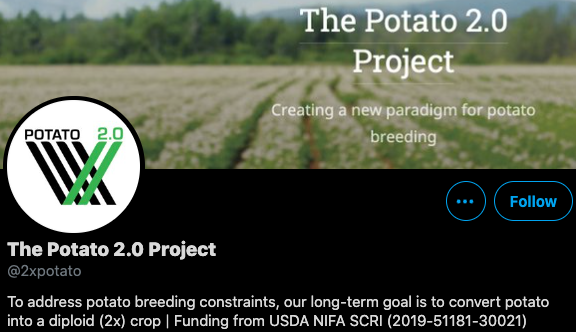 The Potato 2.0
Project
Creating a new paradigm for potato
breeding
POTATO 2.0
Follow
The Potato 2.0 Project
@2xpotato
To address potato breeding constraints, our long-term goal is to convert potato
into a diploid (2x) crop | Funding from USDA NIFA SCRI (2019-51181-30021)